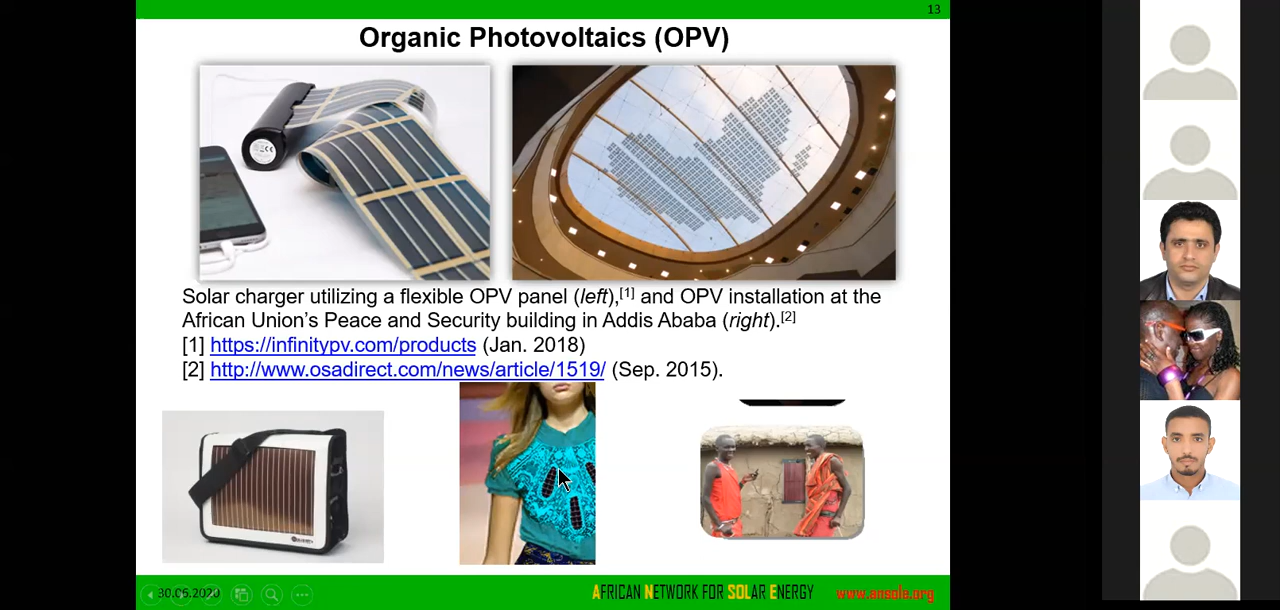 13
Organic Photovoltaics (OPV)
Solar charger utilizing a flexible OPV panel (left),[1] and OPV installation at the
African Union's Peace and Security building in Addis Ababa (right).[2]
[1] https://infinitypv.com/products (Jan. 2018)
[2] http://www.osadirect.com/news/article/1519/ (Sep. 2015).
30.05.2020
AFRICAN NETWORK FOR SOLAR ENERGY
www.ansole.org